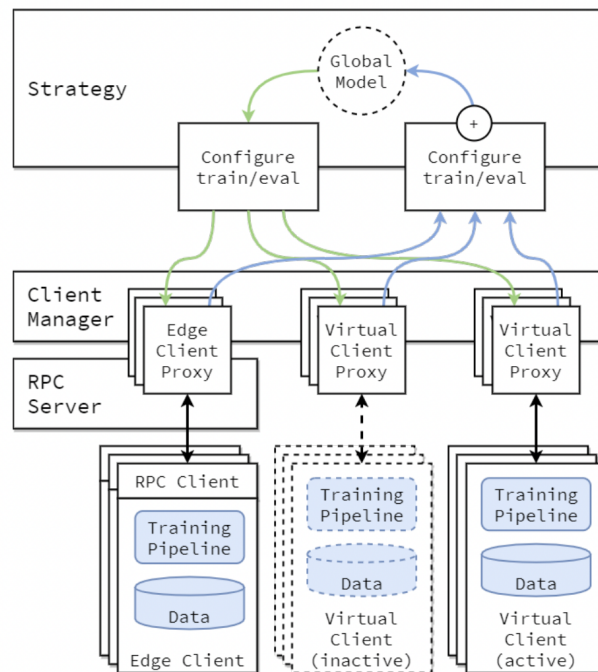 Global
Model
Strategy
+
Configure
train/eval
Configure
train/eval
Client
Manager
Edge
Client
Proxy
Virtual
Client
Proxy
Virtual
Client
Proxy
RPC
Server
RPC Client
Training
Pipeline
Data
Edge Client
Training
Pipeline
Data
Virtual
Client
(inactive)
Training
Pipeline
Data
Virtual
Client
(active)